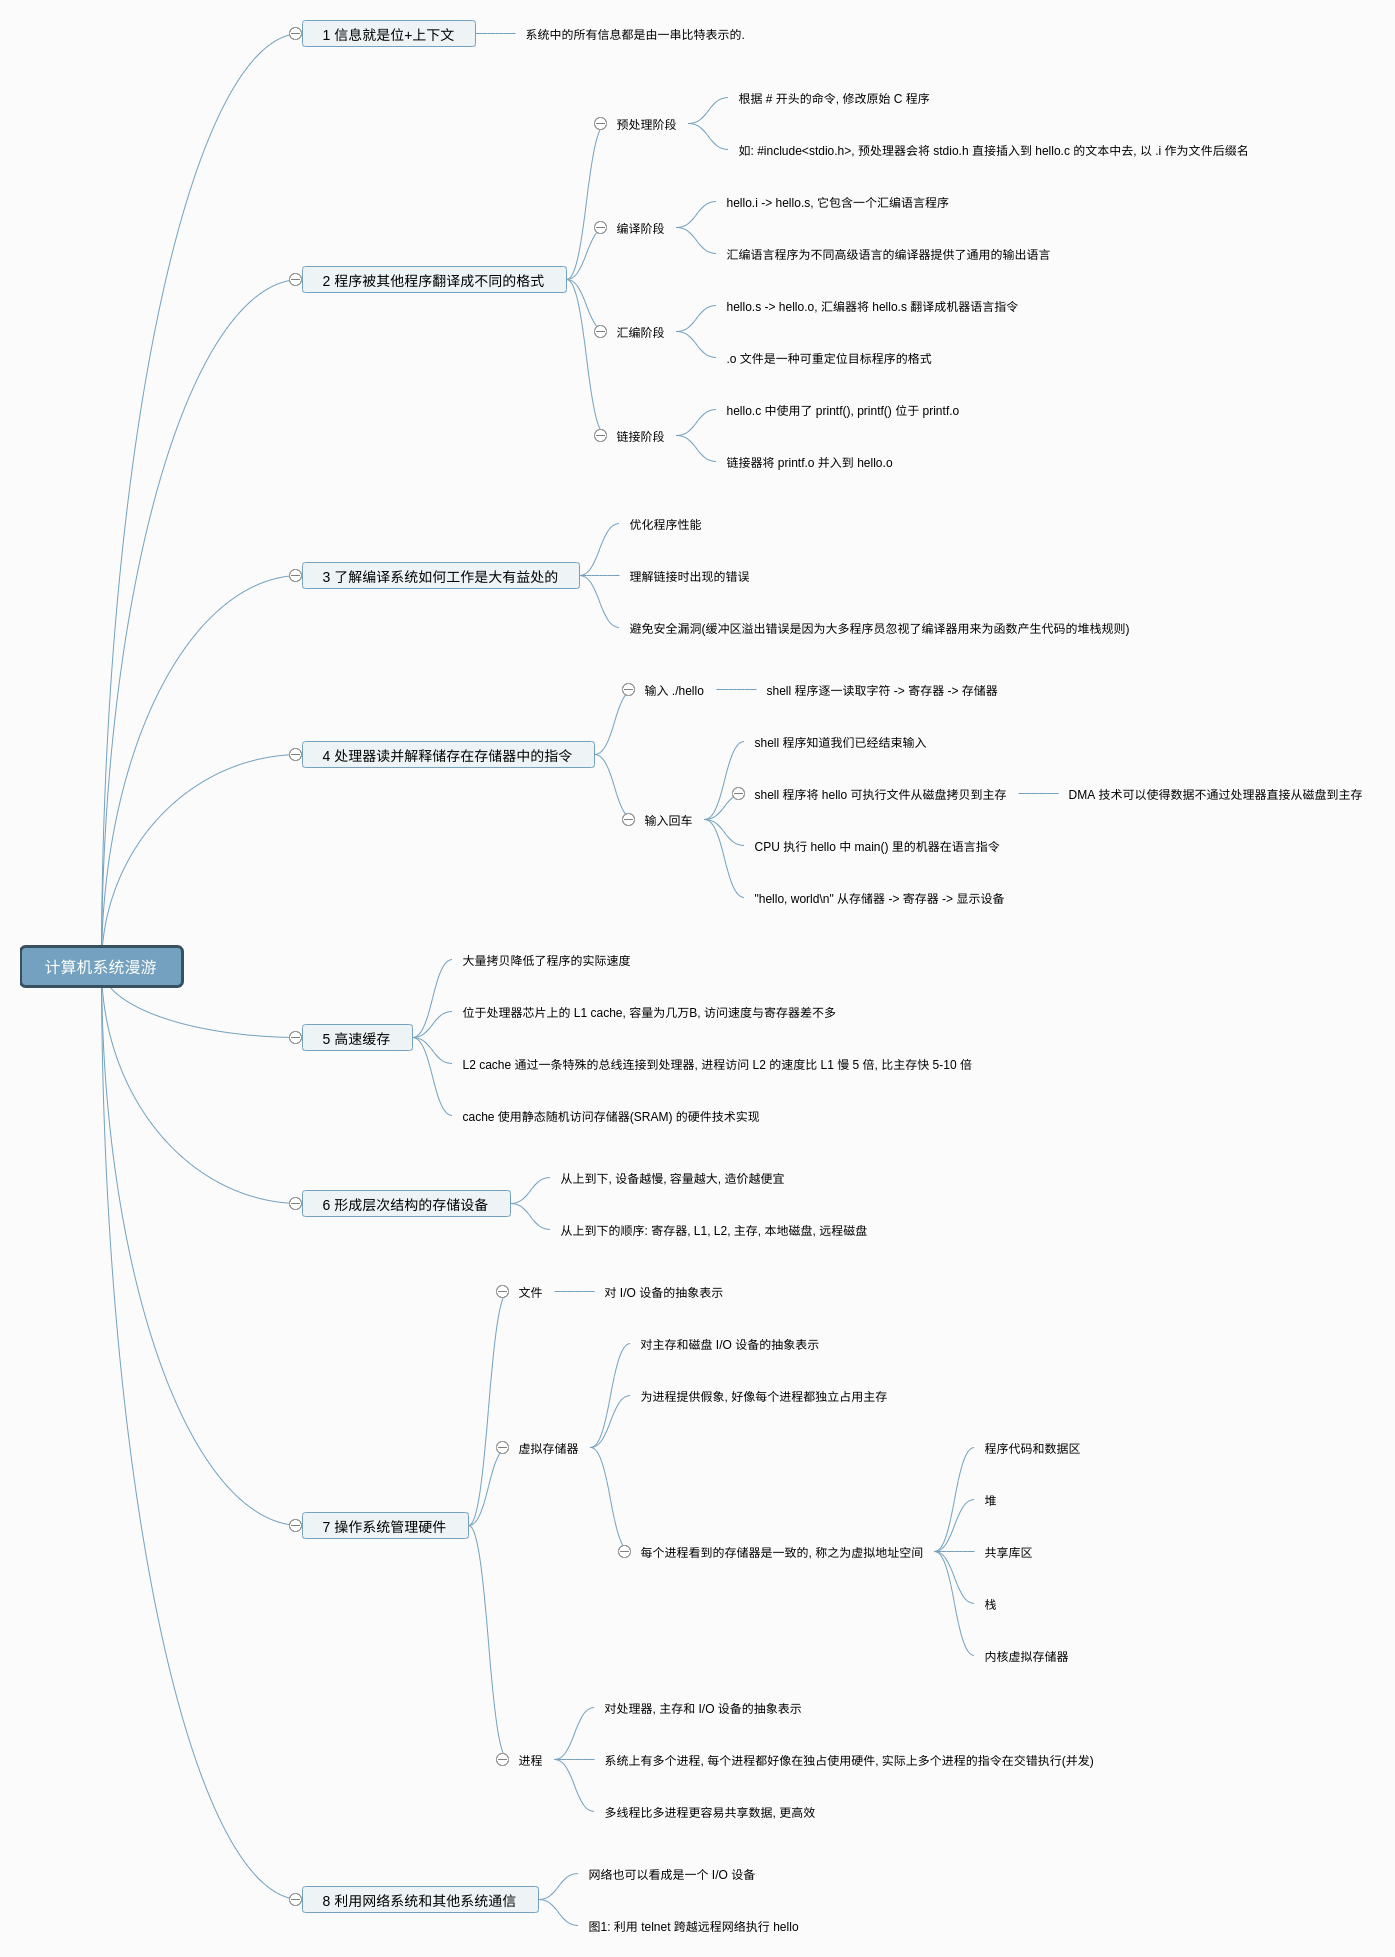 计算机系统漫游
1 信息就是位+上下文
系统中的所有信息都是由一串比特表示的.
2 程序被其他程序翻译成不同的格式
预处理阶段
根据 # 开头的命令, 修改原始 C 程序
如: #include<stdio.h>, 预处理器会将 stdio.h 直接插入到 hello.c 的文本中去, 以 .i 作为文件后缀名
编译阶段
hello.i -> hello.s, 它包含一个汇编语言程序
汇编语言程序为不同高级语言的编译器提供了通用的输出语言
汇编阶段
hello.s -> hello.o, 汇编器将 hello.s 翻译成机器语言指令
.o 文件是一种可重定位目标程序的格式
链接阶段
hello.c 中使用了 printf(), printf() 位于 printf.o
链接器将 printf.o 并入到 hello.o
3 了解编译系统如何工作是大有益处的
优化程序性能
理解链接时出现的错误
避免安全漏洞(缓冲区溢出错误是因为大多程序员忽视了编译器用来为函数产生代码的堆栈规则)
4 处理器读并解释储存在存储器中的指令
输入 ./hello
shell 程序逐一读取字符 -> 寄存器 -> 存储器
输入回车
shell 程序知道我们已经结束输入
shell 程序将 hello 可执行文件从磁盘拷贝到主存
DMA 技术可以使得数据不通过处理器直接从磁盘到主存
CPU 执行 hello 中 main() 里的机器在语言指令
"hello, world\n" 从存储器 -> 寄存器 -> 显示设备
5 高速缓存
大量拷贝降低了程序的实际速度
位于处理器芯片上的 L1 cache, 容量为几万B, 访问速度与寄存器差不多
L2 cache 通过一条特殊的总线连接到处理器, 进程访问 L2 的速度比 L1 慢 5 倍, 比主存快 5-10 倍
cache 使用静态随机访问存储器(SRAM) 的硬件技术实现
6 形成层次结构的存储设备
从上到下, 设备越慢, 容量越大, 造价越便宜
从上到下的顺序: 寄存器, L1, L2, 主存, 本地磁盘, 远程磁盘
7 操作系统管理硬件
文件
对 I/O 设备的抽象表示
虚拟存储器
对主存和磁盘 I/O 设备的抽象表示
为进程提供假象, 好像每个进程都独立占用主存
每个进程看到的存储器是一致的, 称之为虚拟地址空间
程序代码和数据区
堆
共享库区
栈
内核虚拟存储器
进程
对处理器, 主存和 I/O 设备的抽象表示
系统上有多个进程, 每个进程都好像在独占使用硬件, 实际上多个进程的指令在交错执行(并发)
多线程比多进程更容易共享数据, 更高效
8 利用网络系统和其他系统通信
网络也可以看成是一个 I/O 设备
图1: 利用 telnet 跨越远程网络执行 hello